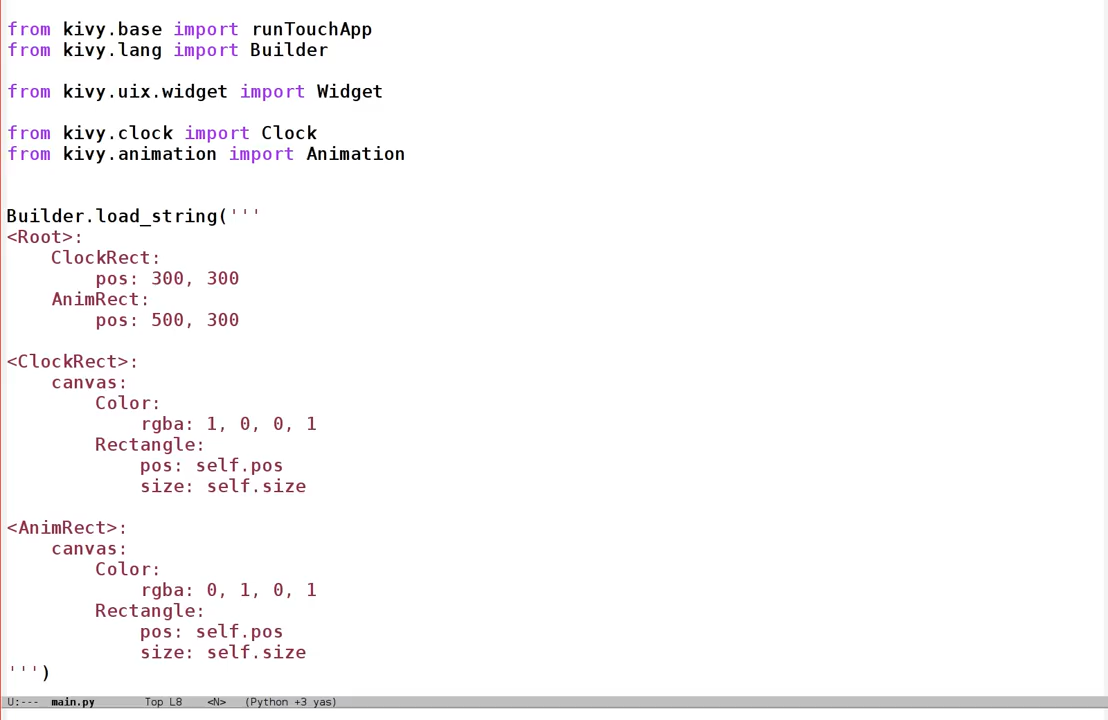 from kivy.base import runTouchApp
from kivy.lang import Builder

from kivy.uix.widget import Widget

from kivy.clock import Clock
from kivy.animation import Animation


Builder.load_string('''
<Root>:
    ClockRect:
        pos: 300, 300
    AnimRect:
        pos: 500, 300

<ClockRect>:
    canvas:
        Color:
            rgba: 1, 0, 0, 1
        Rectangle:
            pos: self.pos
            size: self.size

<AnimRect>:
    canvas:
        Color:
            rgba: 0, 1, 0, 1
        Rectangle:
            pos: self.pos
            size: self.size
''')
U:--- main.py Top L8 <N> (Python +3 yas)